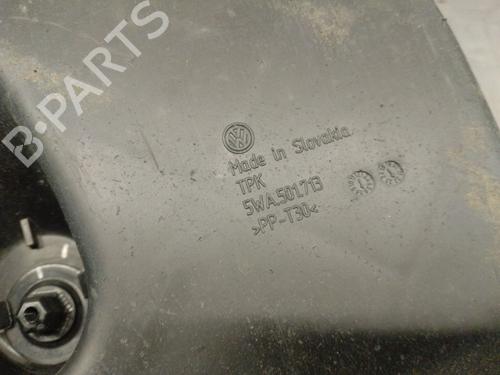 B-PARTS
Made in Slovakia
TPK
5WA.501.713
>PP-T30<